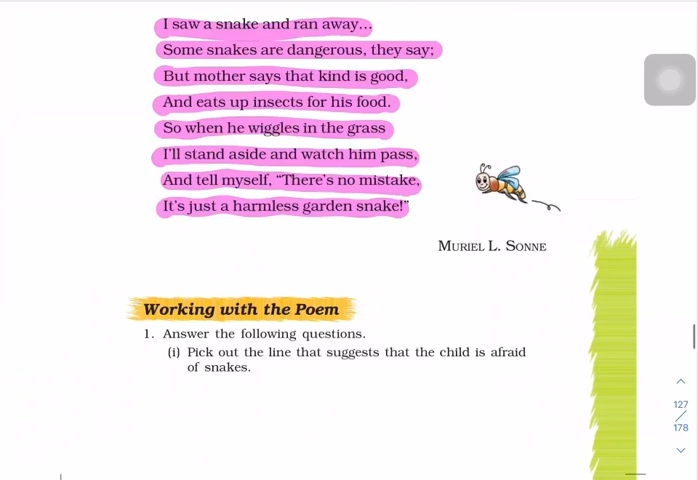 I saw a snake and ran away...
Some snakes are dangerous, they say;
But mother says that kind is good,
And eats up insects for his food.
So when he wiggles in the grass
I'll stand aside and watch him pass,
And tell myself, “There's no mistake,
It's just a harmless garden snake!”
MURIEL L. SONNE
Working with the Poem
1. Answer the following questions.
(i) Pick out the line that suggests that the child is afraid
of snakes.
127
178